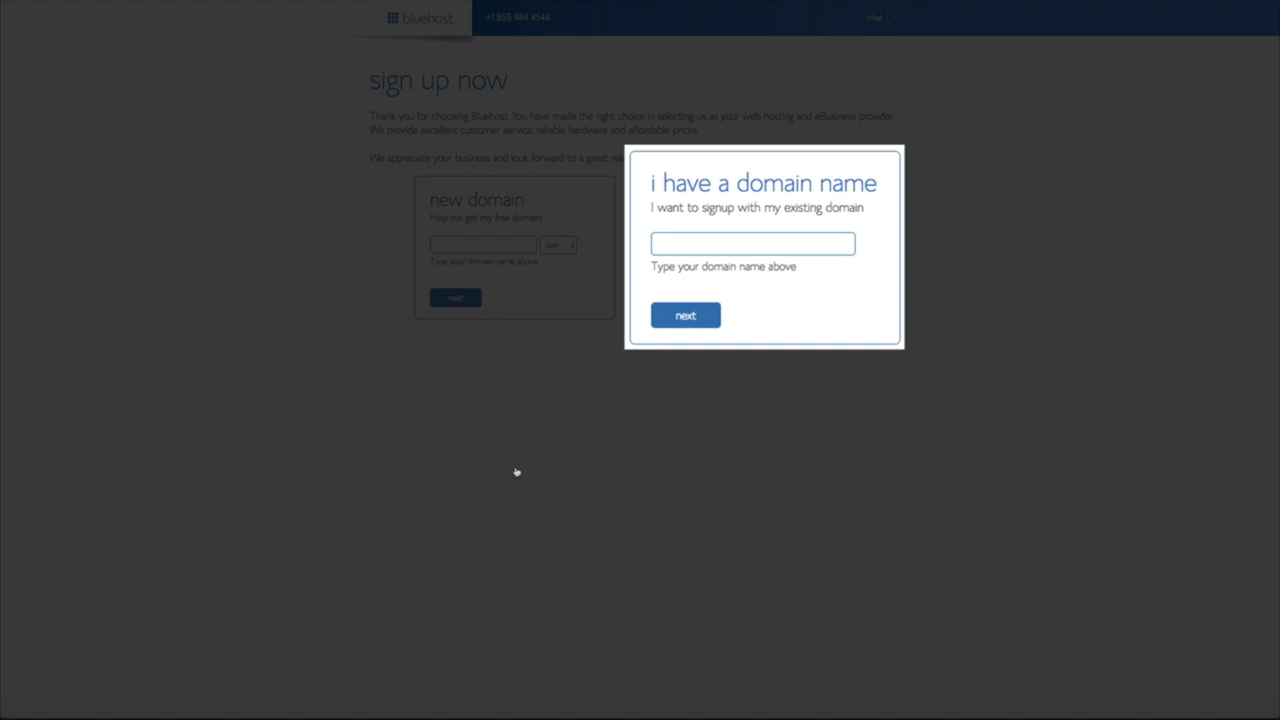 bluehost
+1 855 984 4546
chat
sign up now
Thank you for choosing Bluehost. You have made the right choice in selecting us as your web hosting and eBusiness provider.
We provide excellent customer service, reliable hardware and affordable prices.
We appreciate your business and look forward to a great
new domain
Help me get my free domain!
.com
Type your domain name above
next
i have a domain name
I want to signup with my existing domain
Type your domain name above
next